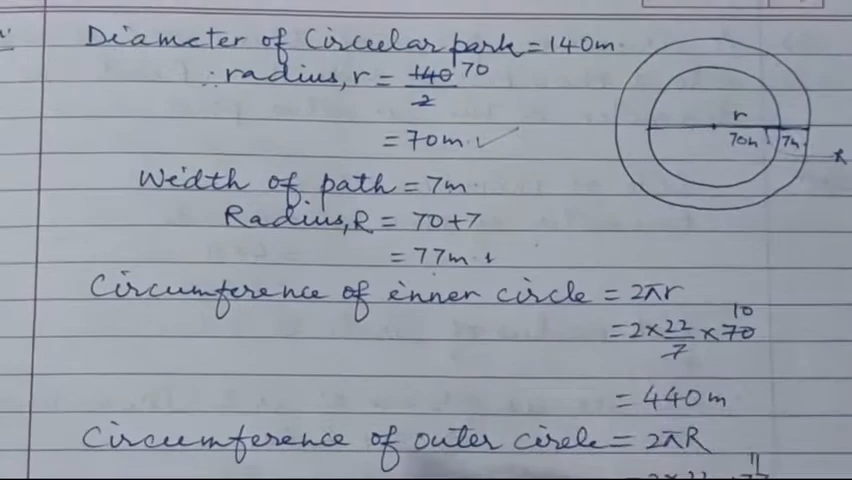 Diameter of Circular park = 140m.
∴ radius, r = 140/2 70
= 70m. ✓
r
70m 7m
R
Width of path = 7m
Radius, R = 70+7
= 77m
Circumference of inner circle = 2πr
= 2 × 22/7 × 70 10
= 440m
Circumference of outer circle = 2πR
11